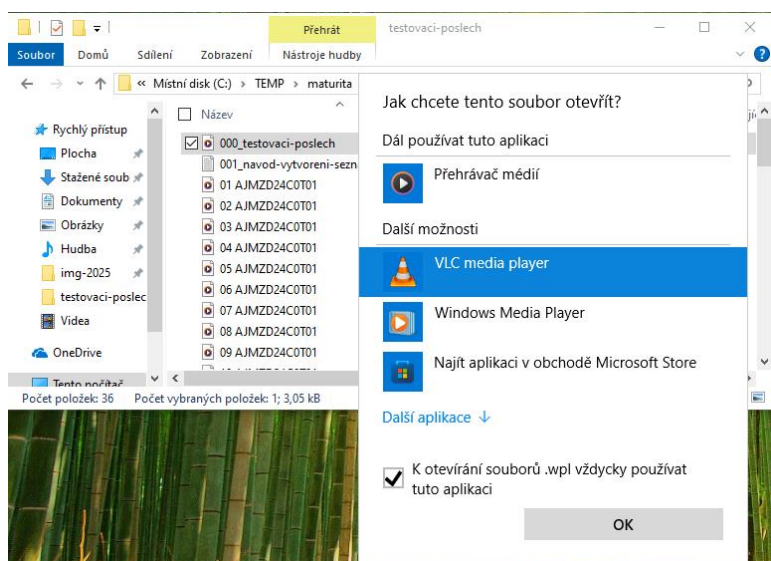 Přehrát
testovaci-poslech
Soubor
Domů
Sdílení
Zobrazení
Nástroje hudby
« Místní disk (C:) › TEMP › maturita
Rychlý přístup
Plocha
Stažené soub
Dokumenty
Obrázky
Hudba
img-2025
testovaci-poslec
Videa
OneDrive
Tento počítač
Název
000_testovaci-poslech
001_navod-vytvoreni-sezn
01 AJMZD24C0T01
02 AJMZD24C0T01
03 AJMZD24C0T01
04 AJMZD24C0T01
05 AJMZD24C0T01
06 AJMZD24C0T01
07 AJMZD24C0T01
08 AJMZD24C0T01
09 AJMZD24C0T01
Počet položek: 36
Počet vybraných položek: 1; 3,05 kB
Jak chcete tento soubor otevřít?
Dál používat tuto aplikaci
Přehrávač médií
Další možnosti
VLC media player
Windows Media Player
Najít aplikaci v obchodě Microsoft Store
Další aplikace ↓
K otevírání souborů .wpl vždycky používat
tuto aplikaci
OK